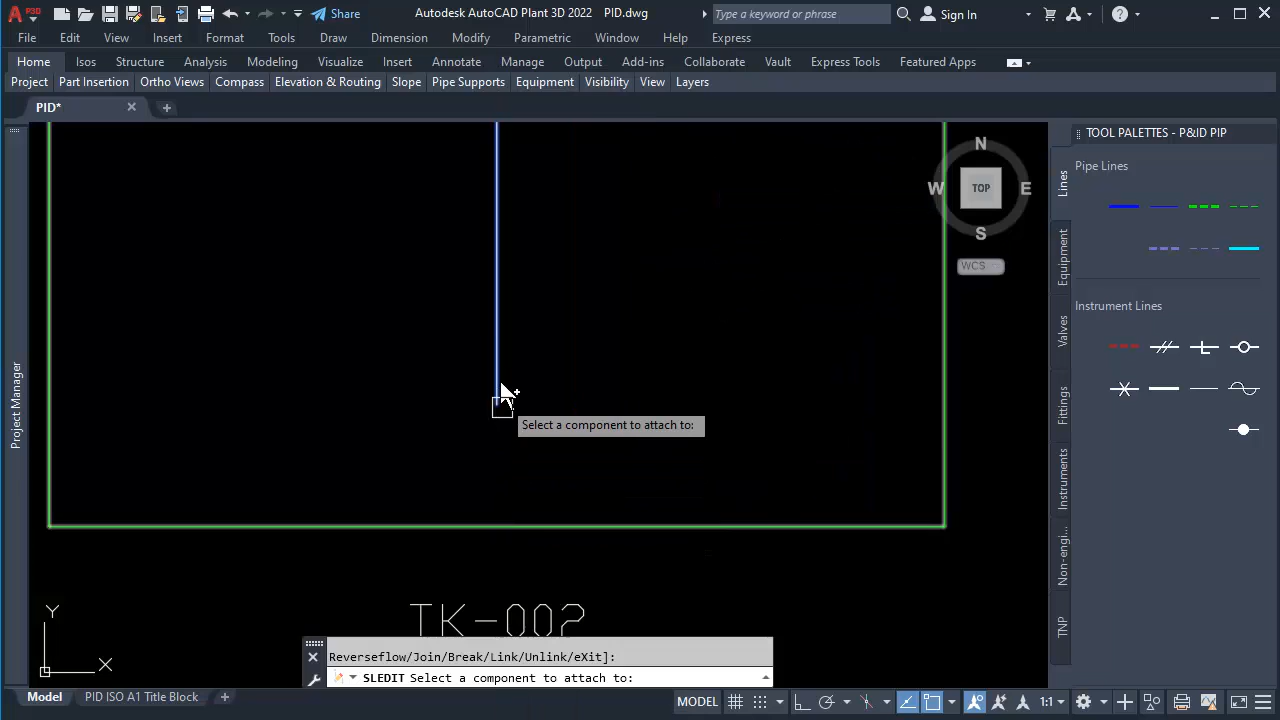 P3D Share Autodesk AutoCAD Plant 3D 2022 PID.dwg Type a keyword or phrase Sign In
File Edit View Insert Format Tools Draw Dimension Modify Parametric Window Help Express
Home Isos Structure Analysis Modeling Visualize Insert Annotate Manage Output Add-ins Collaborate Vault Express Tools Featured Apps
Project Part Insertion Ortho Views Compass Elevation & Routing Slope Pipe Supports Equipment Visibility View Layers
PID*
TOOL PALETTES - P&ID PIP
Pipe Lines
Instrument Lines
Lines
Equipment
Valves
Fittings
Instruments
Non-engi...
TNP
N
W TOP E
S
WCS
Project Manager
Select a component to attach to:
TK-002
Y
X
Reverseflow/Join/Break/Link/Unlink/eXit]:
SLEDIT Select a component to attach to:
Model PID ISO A1 Title Block MODEL 1:1